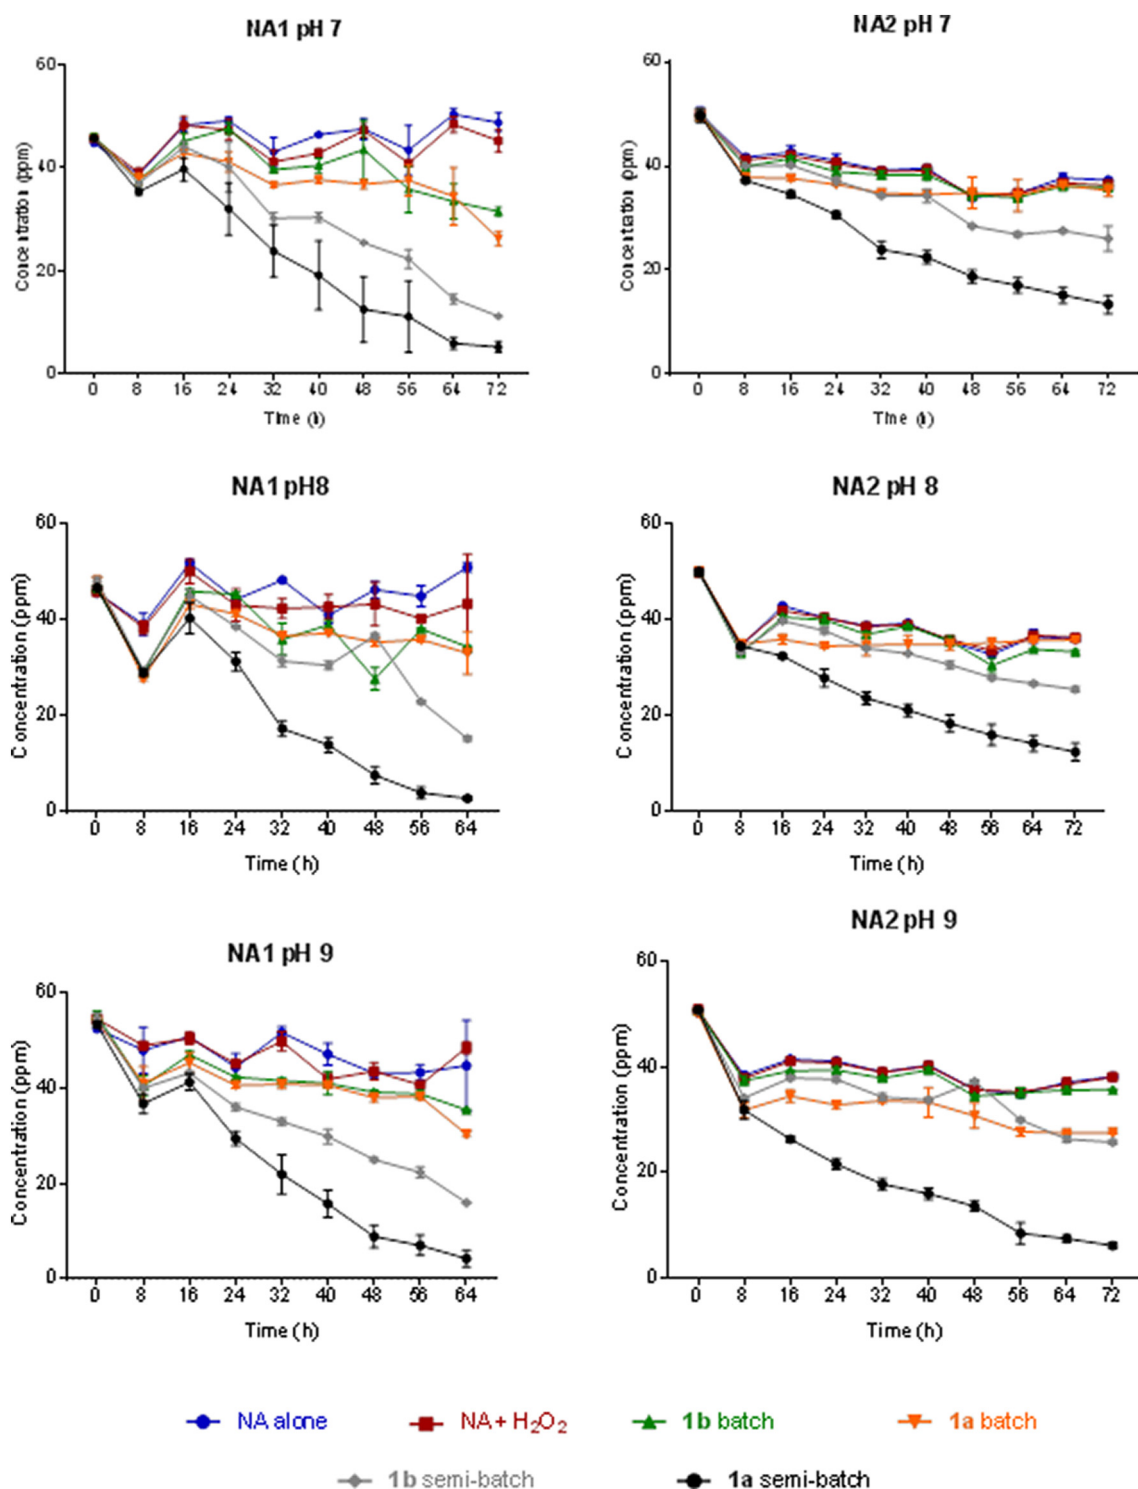 NA1 pH 7
60
40
20
0
Concentration (ppm)
0 8 16 24 32 40 48 56 64 72
Time (h)
NA2 pH 7
60
40
20
0
Concentration (ppm)
0 8 16 24 32 40 48 56 64 72
Time (h)
NA1 pH8
60
40
20
0
Concentration (ppm)
0 8 16 24 32 40 48 56 64
Time (h)
NA2 pH 8
60
40
20
0
Concentration (ppm)
0 8 16 24 32 40 48 56 64 72
Time (h)
NA1 pH 9
60
40
20
0
Concentration (ppm)
0 8 16 24 32 40 48 56 64
Time (h)
NA2 pH 9
60
40
20
0
Concentration (ppm)
0 8 16 24 32 40 48 56 64 72
Time (h)
NA alone NA + H₂O₂ 1b batch 1a batch
1b semi-batch 1a semi-batch